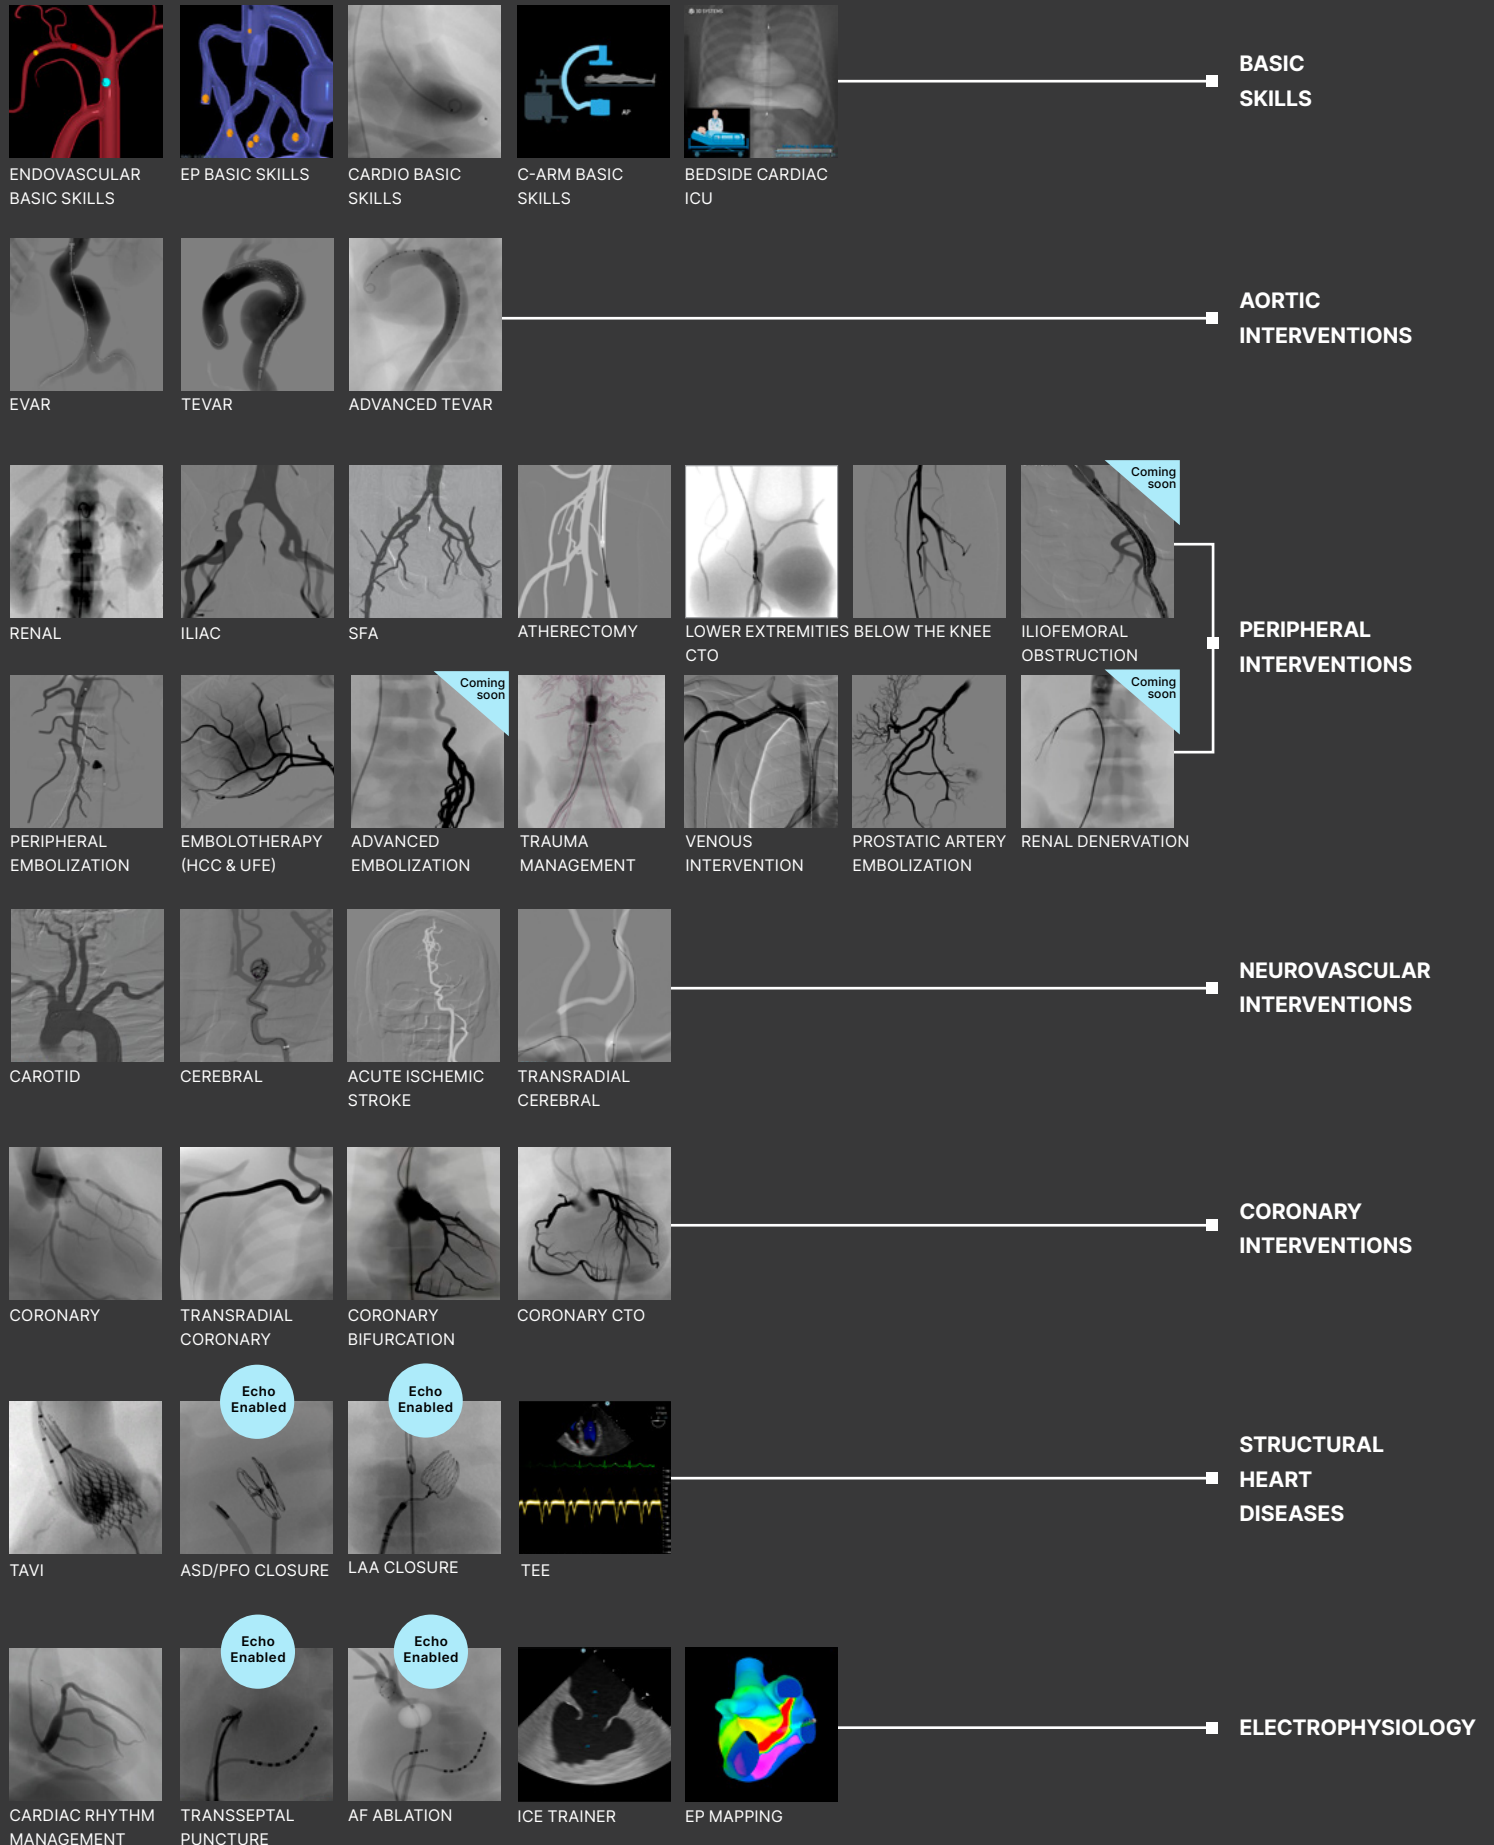 3D SYSTEMS
BASIC
SKILLS
AP
ENDOVASCULAR
BASIC SKILLS
EP BASIC SKILLS
CARDIO BASIC
SKILLS
C-ARM BASIC
SKILLS
BEDSIDE CARDIAC
ICU
AORTIC
INTERVENTIONS
EVAR
TEVAR
ADVANCED TEVAR
Coming
soon
RENAL
ILIAC
SFA
ATHERECTOMY
LOWER EXTREMITIES
CTO
BELOW THE KNEE
ILIOFEMORAL
OBSTRUCTION
PERIPHERAL
INTERVENTIONS
Coming
soon
Coming
soon
PERIPHERAL
EMBOLIZATION
EMBOLOTHERAPY
(HCC & UFE)
ADVANCED
EMBOLIZATION
TRAUMA
MANAGEMENT
VENOUS
INTERVENTION
PROSTATIC ARTERY
EMBOLIZATION
RENAL DENERVATION
NEUROVASCULAR
INTERVENTIONS
CAROTID
CEREBRAL
ACUTE ISCHEMIC
STROKE
TRANSRADIAL
CEREBRAL
CORONARY
INTERVENTIONS
CORONARY
TRANSRADIAL
CORONARY
CORONARY
BIFURCATION
CORONARY CTO
Echo
Enabled
Echo
Enabled
STRUCTURAL
HEART
DISEASES
TAVI
ASD/PFO CLOSURE
LAA CLOSURE
TEE
Echo
Enabled
Echo
Enabled
ELECTROPHYSIOLOGY
CARDIAC RHYTHM
MANAGEMENT
TRANSSEPTAL
PUNCTURE
AF ABLATION
ICE TRAINER
EP MAPPING